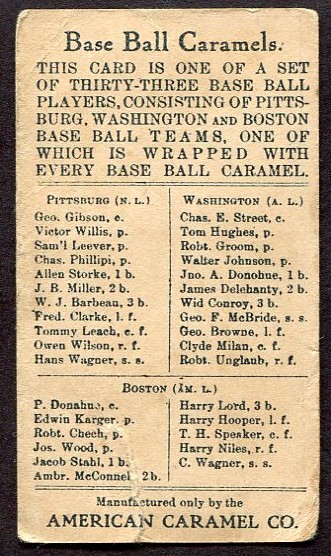 Base Ball Caramels.
THIS CARD IS ONE OF A SET
OF THIRTY-THREE BASE BALL
PLAYERS, CONSISTING OF PITTS-
BURG, WASHINGTON AND BOSTON
BASE BALL TEAMS, ONE OF
WHICH IS WRAPPED WITH
EVERY BASE BALL CARAMEL.
PITTSBURG (N. L.)
Geo. Gibson, c.
Victor Willis, p.
Sam'l Leever, p.
Chas. Phillipi, p.
Allen Storke, 1 b.
J. B. Miller, 2 b.
W. J. Barbeau, 3 b.
Fred. Clarke, l. f.
Tommy Leach, c. f.
Owen Wilson, r. f.
Hans Wagner, s. s.
WASHINGTON (A. L.)
Chas. E. Street, c.
Tom Hughes, p.
Robt. Groom, p.
Walter Johnson, p.
Jno. A. Donohue, 1 b.
James Delehanty, 2 b.
Wid Conroy, 3 b.
Geo. F. McBride, s. s.
Geo. Browne, l. f.
Clyde Milan, c. f.
Robt. Unglaub, r. f.
BOSTON (AM. L.)
P. Donahue, c.
Edwin Karger, p.
Robt. Chech, p.
Jos. Wood, p.
Jacob Stahl, 1 b.
Ambr. McConnel, 2 b.
Harry Lord, 3 b.
Harry Hooper, l. f.
T. H. Speaker, c. f.
Harry Niles, r. f.
C. Wagner, s. s.
Manufactured only by the
AMERICAN CARAMEL CO.